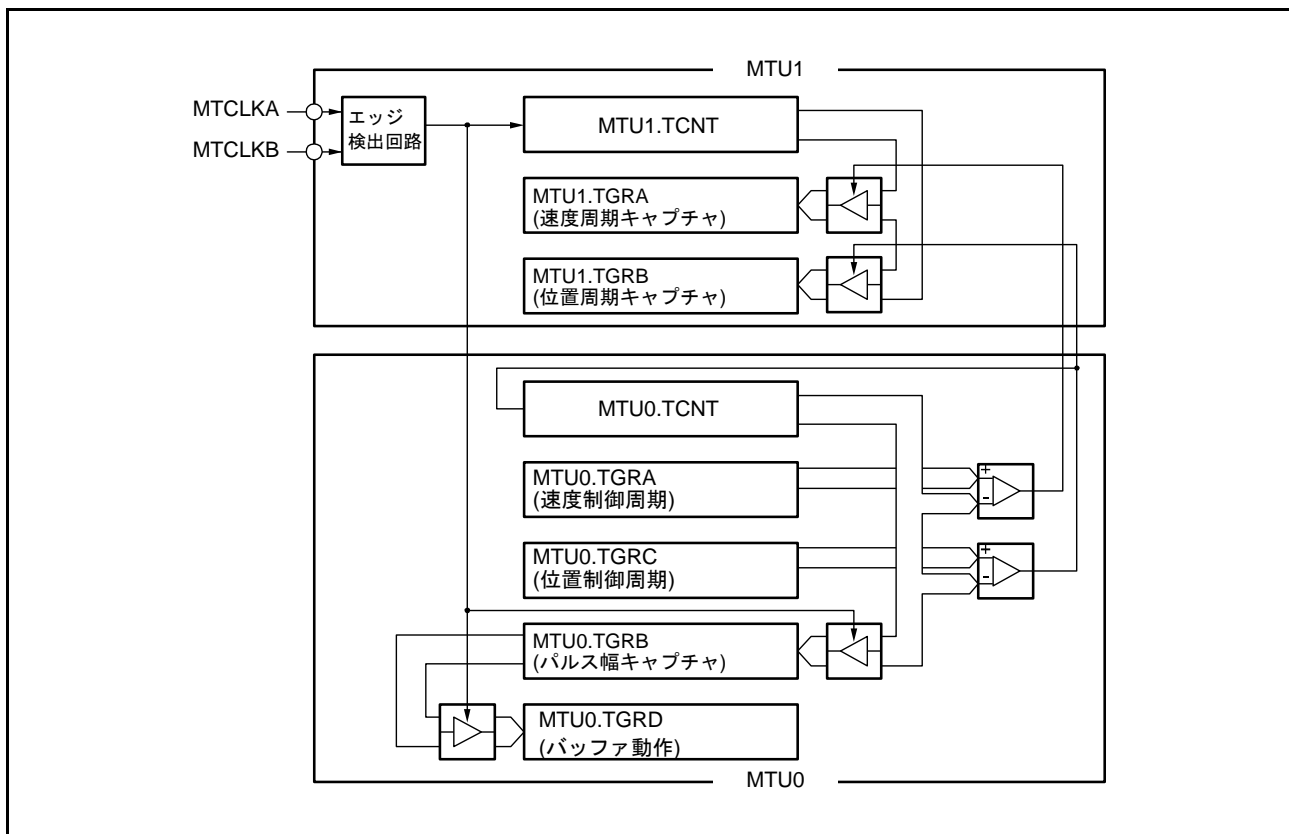 MTU1
MTCLKA
MTCLKB
エッジ
検出回路
MTU1.TCNT
MTU1.TGRA
(速度周期キャプチャ)
MTU1.TGRB
(位置周期キャプチャ)
MTU0.TCNT
MTU0.TGRA
(速度制御周期)
+
-
MTU0.TGRC
(位置制御周期)
+
-
MTU0.TGRB
(パルス幅キャプチャ)
MTU0.TGRD
(バッファ動作)
MTU0